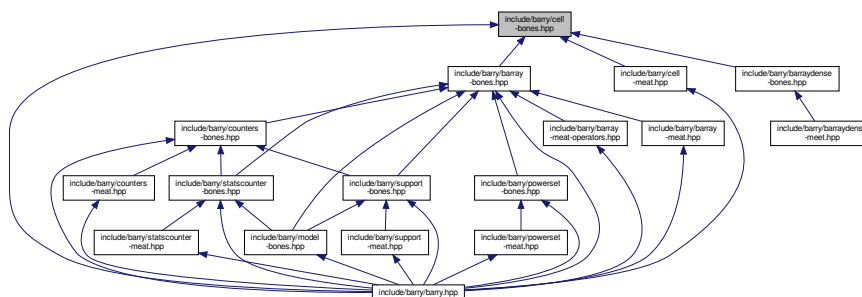 include/barry/cell
-bones.hpp
include/barry/barray
-bones.hpp
include/barry/cell
-meat.hpp
include/barry/barraydense
-bones.hpp
include/barry/counters
-bones.hpp
include/barry/barray
-meat-operators.hpp
include/barry/barray
-meat.hpp
include/barry/barraydense
-meet.hpp
include/barry/counters
-meat.hpp
include/barry/statscounter
-bones.hpp
include/barry/support
-bones.hpp
include/barry/powerset
-bones.hpp
include/barry/statscounter
-meat.hpp
include/barry/model
-bones.hpp
include/barry/support
-meat.hpp
include/barry/powerset
-meat.hpp
include/barry/barry.hpp